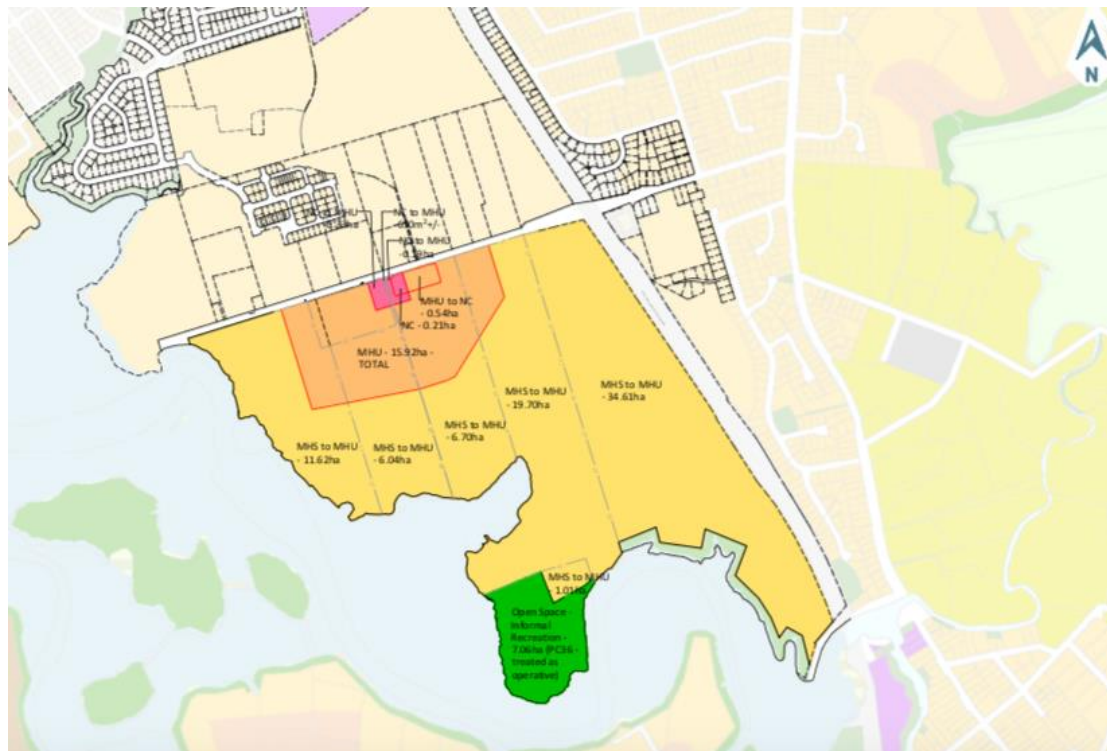 N
NC to MHU
NC to MHU
MHU to NC
- 0.54ha
NC - 0.21ha
MHU - 15.92ha -
TOTAL
MHS to MHU
- 34.61ha
MHS to MHU
- 19.70ha
MHS to MHU
- 6.70ha
MHS to MHU
- 11.62ha
MHS to MHU
- 6.04ha
MHS to MHU
- 1.01ha
Open Space -
Informal
Recreation -
7.06ha (PC36 -
treated as
operative)